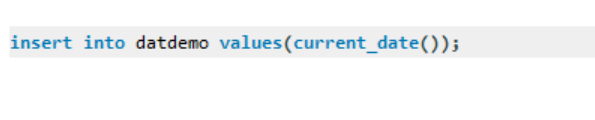 insert into datdemo values(current_date());